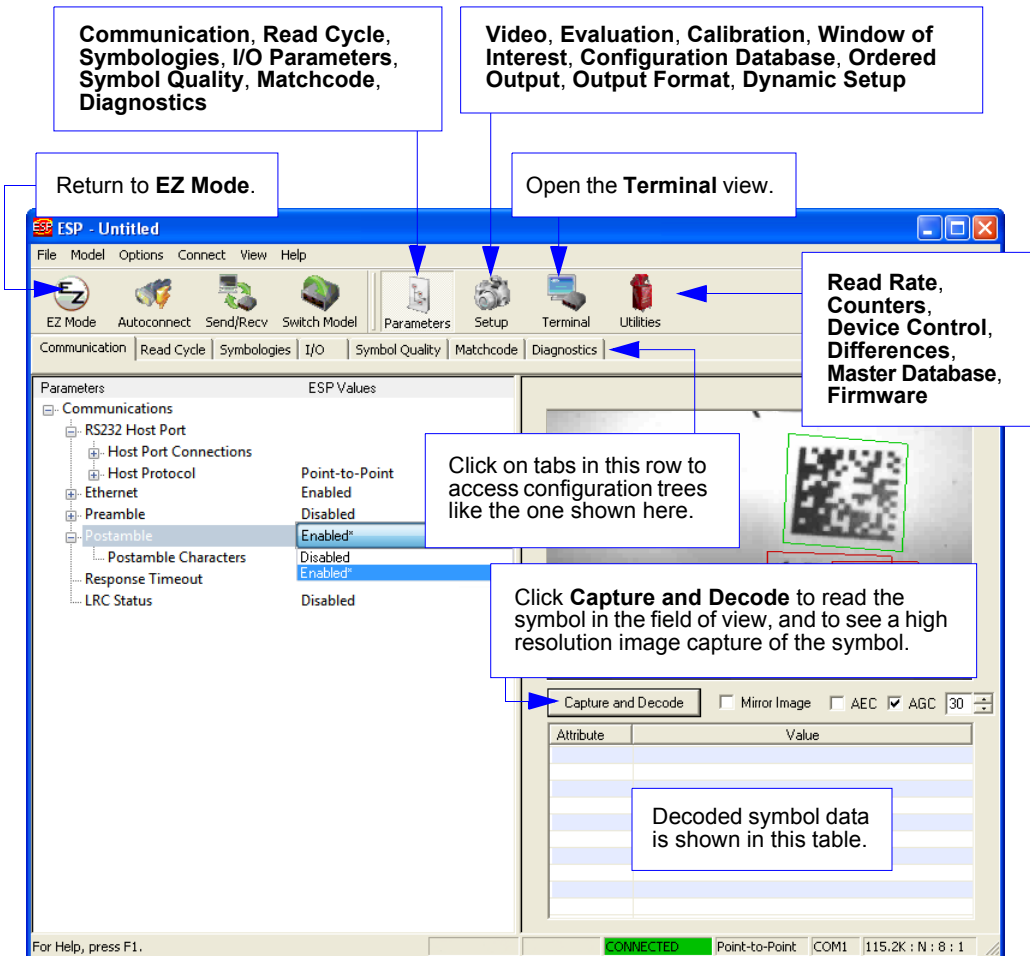 Communication, Read Cycle,
Symbologies, I/O Parameters,
Symbol Quality, Matchcode,
Diagnostics
Video, Evaluation, Calibration, Window of
Interest, Configuration Database, Ordered
Output, Output Format, Dynamic Setup
Return to EZ Mode.
Open the Terminal view.
ESP - Untitled
File Model Options Connect View Help
EZ Mode Autoconnect Send/Recv Switch Model Parameters Setup Terminal Utilities
Read Rate,
Counters,
Device Control,
Differences,
Master Database,
Firmware
Communication Read Cycle Symbologies I/O Symbol Quality Matchcode Diagnostics
Parameters ESP Values
Communications
RS232 Host Port
Host Port Connections
Host Protocol Point-to-Point
Ethernet Enabled
Preamble Disabled
Postamble Enabled*
Postamble Characters Disabled
Enabled*
Response Timeout
LRC Status Disabled
Click on tabs in this row to
access configuration trees
like the one shown here.
Click Capture and Decode to read the
symbol in the field of view, and to see a high
resolution image capture of the symbol.
Capture and Decode Mirror Image AEC AGC 30
Attribute Value
Decoded symbol data
is shown in this table.
For Help, press F1. CONNECTED Point-to-Point COM1 115.2K : N : 8 : 1